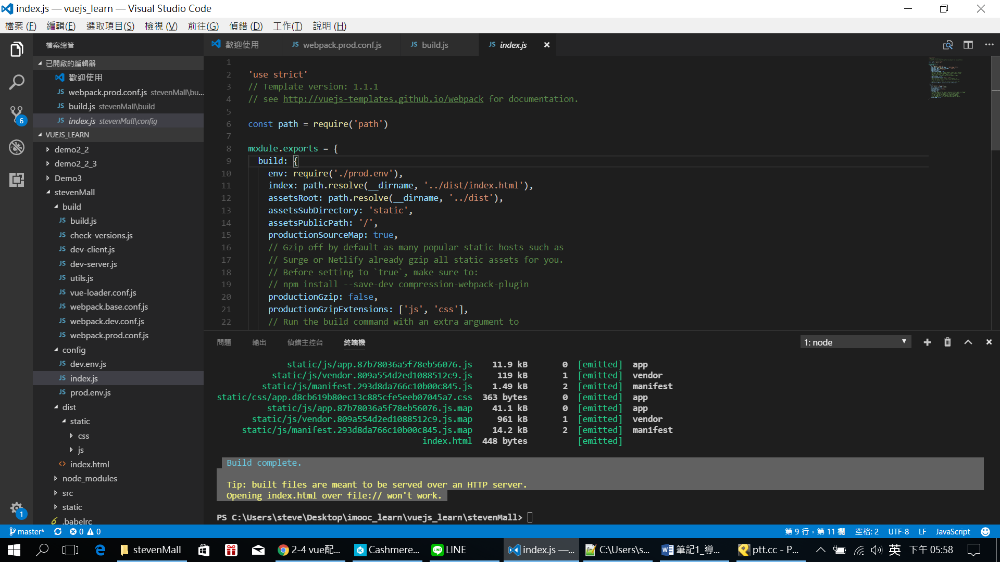 index.js — vuejs_learn — Visual Studio Code
檔案 (F) 編輯(E) 選取項目(S) 檢視 (V) 前往(G) 偵錯 (D) 工作(T) 說明 (H)
檔案總管
已開啟的編輯器
歡迎使用
webpack.prod.conf.js stevenMall\bu...
build.js stevenMall\build
index.js stevenMall\config
VUEJS_LEARN
demo2_2
demo2_2_3
Demo3
stevenMall
build
build.js
check-versions.js
dev-client.js
dev-server.js
utils.js
vue-loader.conf.js
webpack.base.conf.js
webpack.dev.conf.js
webpack.prod.conf.js
config
dev.env.js
index.js
prod.env.js
dist
static
css
js
index.html
node_modules
src
static
.babelrc
6
1
歡迎使用 webpack.prod.conf.js build.js index.js
1
2 'use strict'
3 // Template version: 1.1.1
4 // see http://vuejs-templates.github.io/webpack for documentation.
5
6 const path = require('path')
7
8 module.exports = {
9 build: {
10 env: require('./prod.env'),
11 index: path.resolve(__dirname, '../dist/index.html'),
12 assetsRoot: path.resolve(__dirname, '../dist'),
13 assetsSubDirectory: 'static',
14 assetsPublicPath: '/',
15 productionSourceMap: true,
16 // Gzip off by default as many popular static hosts such as
17 // Surge or Netlify already gzip all static assets for you.
18 // Before setting to `true`, make sure to:
19 // npm install --save-dev compression-webpack-plugin
20 productionGzip: false,
21 productionGzipExtensions: ['js', 'css'],
22 // Run the build command with an extra argument to
問題 輸出 偵錯主控台 終端機 1: node
static/js/app.87b78036a5f78eb56076.js 11.9 kB 0 [emitted] app
static/js/vendor.809a554d2ed1088512c9.js 119 kB 1 [emitted] vendor
static/js/manifest.293d8da766c10b00c845.js 1.49 kB 2 [emitted] manifest
static/css/app.d8cb619b80ec13c885cfe5eeb07045a7.css 363 bytes 0 [emitted] app
static/js/app.87b78036a5f78eb56076.js.map 41.1 kB 0 [emitted] app
static/js/vendor.809a554d2ed1088512c9.js.map 961 kB 1 [emitted] vendor
static/js/manifest.293d8da766c10b00c845.js.map 14.2 kB 2 [emitted] manifest
index.html 448 bytes [emitted]
Build complete.
Tip: built files are meant to be served over an HTTP server.
Opening index.html over file:// won't work.
PS C:\Users\steve\Desktop\imooc_learn\vuejs_learn\stevenMall>
master* 0 0 第 9 行，第 11 欄 空格: 2 UTF-8 LF JavaScript
stevenMall 2-4 vue配... Cashmere... LINE index.js —... C:\Users\s... 筆記1_導... ptt.cc - P... 英 下午 05:58